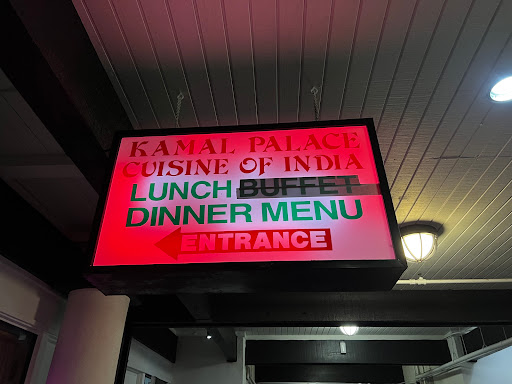 KAMAL PALACE
CUISINE OF INDIA
LUNCH BUFFET
DINNER MENU
ENTRANCE